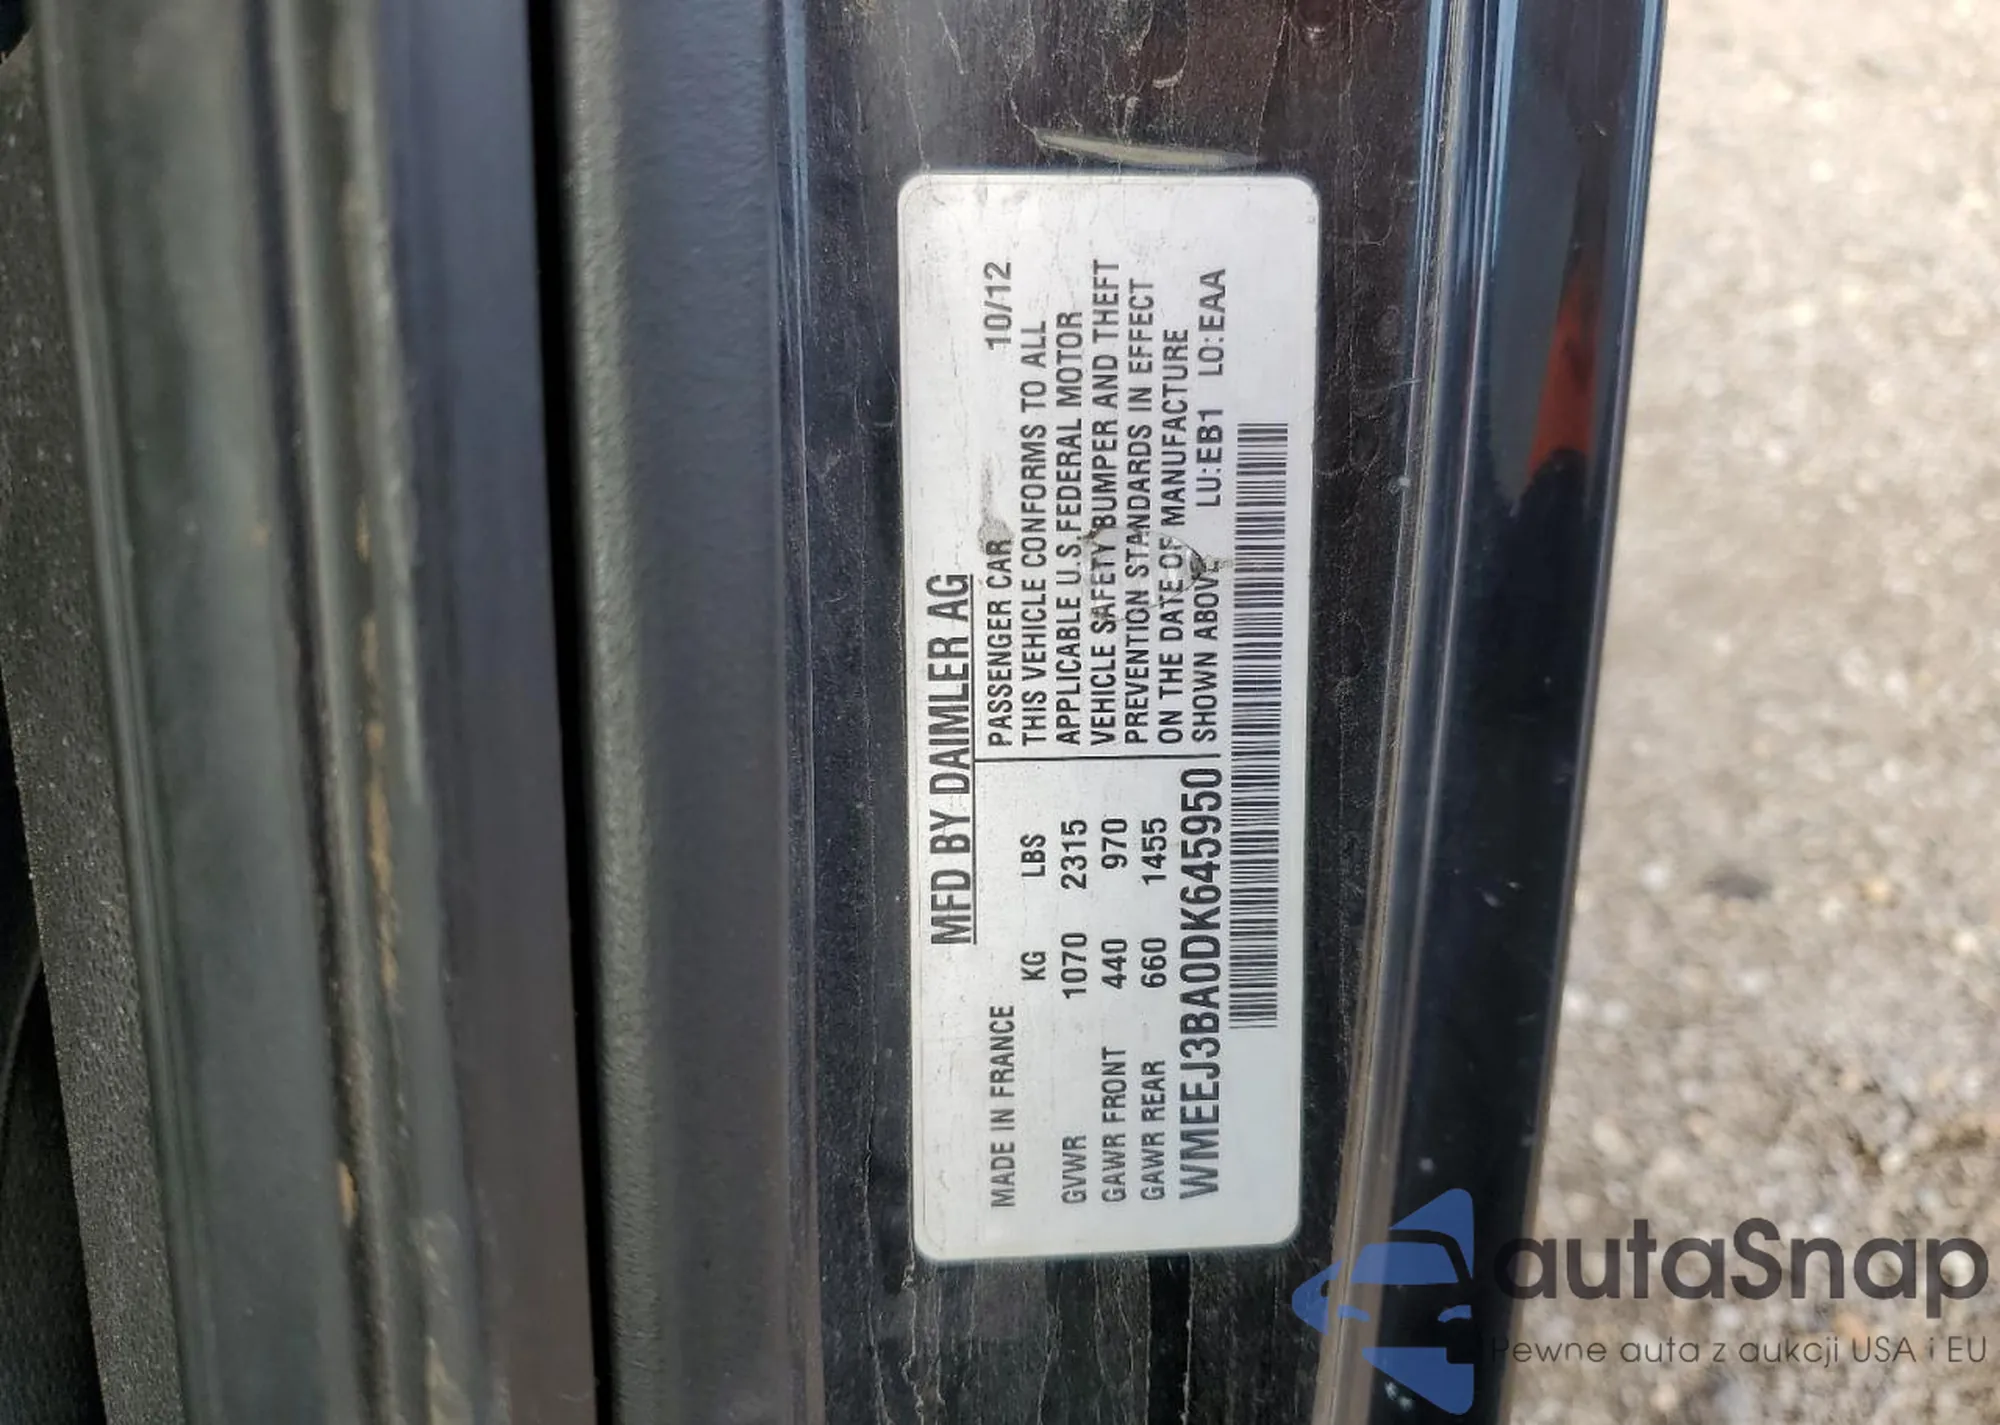 MFD BY DAIMLER AG
MADE IN FRANCE
KG LBS
GVWR 1070 2315
GAWR FRONT 440 970
GAWR REAR 660 1455
PASSENGER CAR 10/12
THIS VEHICLE CONFORMS TO ALL
APPLICABLE U.S. FEDERAL MOTOR
VEHICLE SAFETY BUMPER AND THEFT
PREVENTION STANDARDS IN EFFECT
ON THE DATE OF MANUFACTURE
SHOWN ABOVE LU:EB1 LO:EAA
WMEEJ3BA0DK645950
autaSnap
Pewne auta z aukcji USA i EU